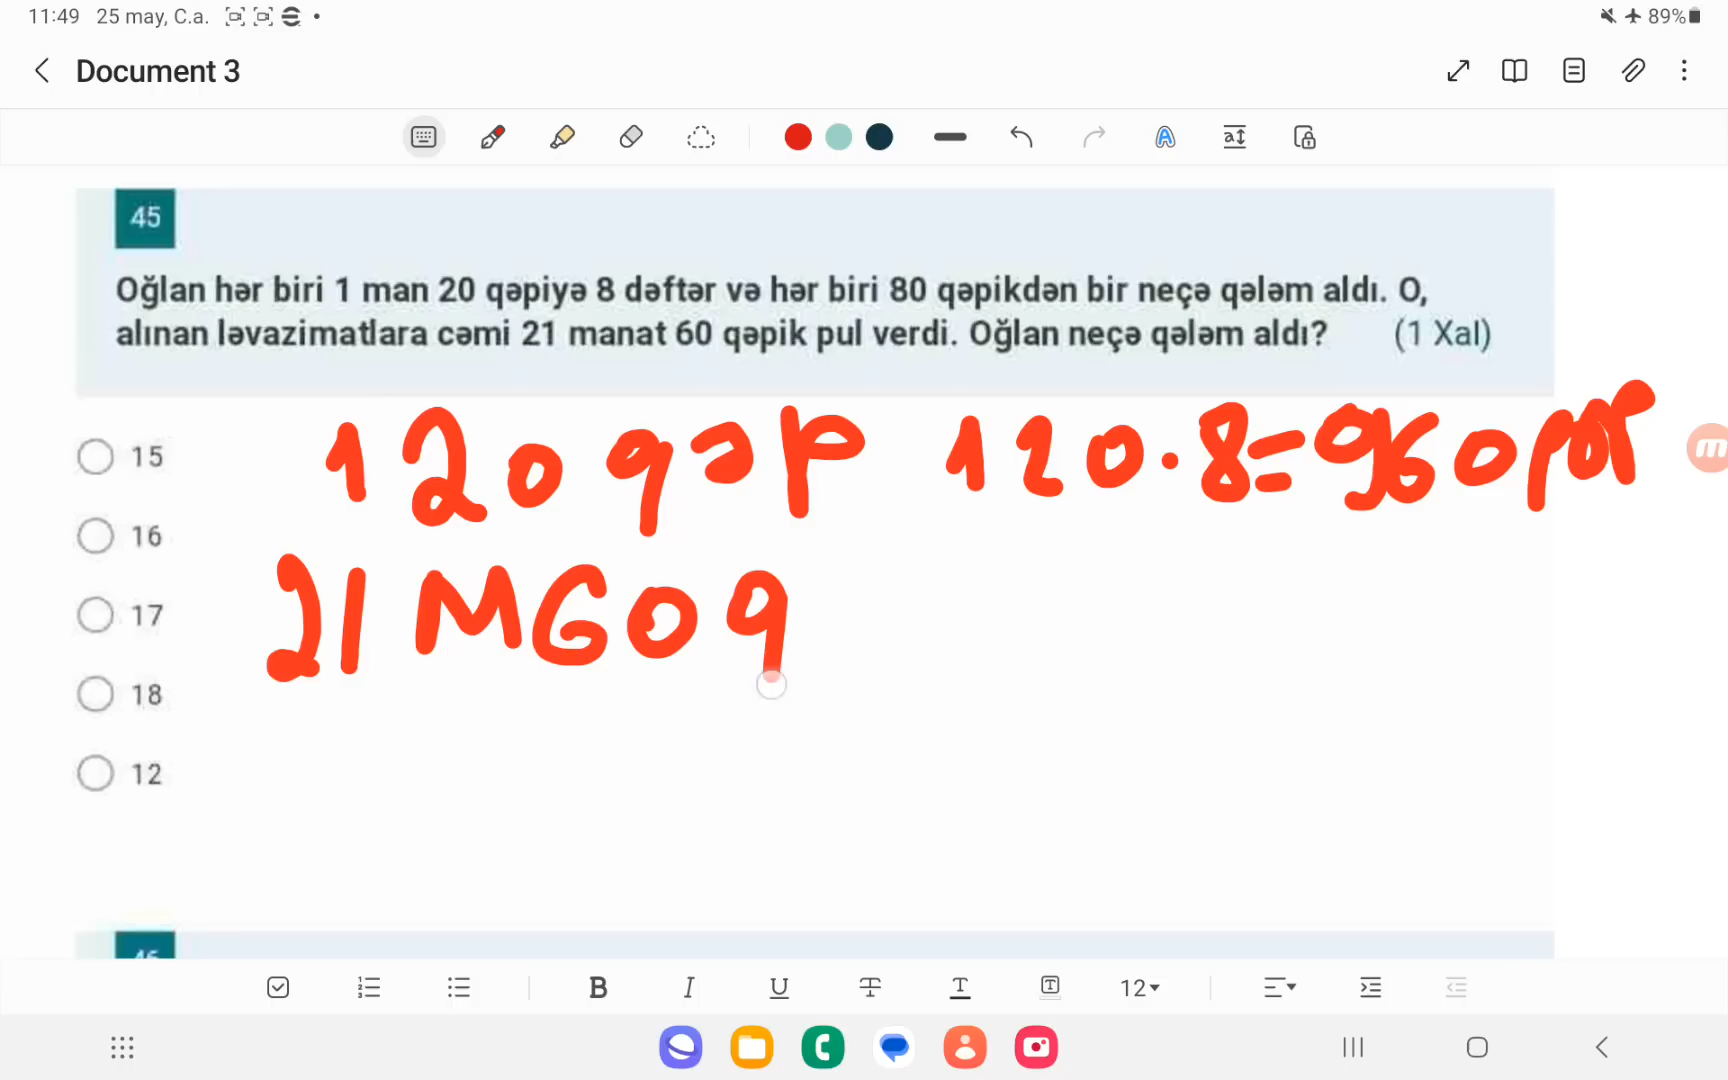 11:49 25 may, C.a.
89%
Document 3
45
Oğlan hər biri 1 man 20 qəpiyə 8 dəftər və hər biri 80 qəpikdən bir neçə qələm aldı. O,
alınan ləvazimatlara cəmi 21 manat 60 qəpik pul verdi. Oğlan neçə qələm aldı? (1 Xal)
120 qəp 120·8=960
15
16
21 M 60 q
17
18
12
46
B I U T T T 12